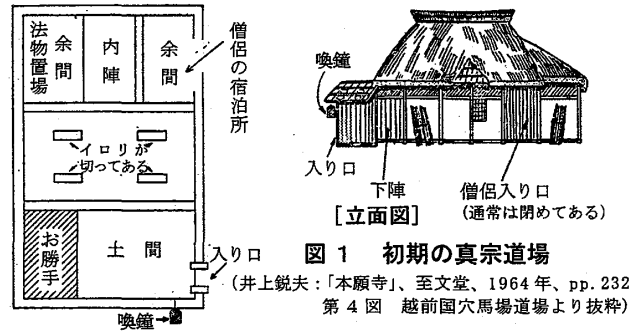 法物置場
余間
内陣
余間
僧侶の宿泊所
イロリが
切ってある
お勝手
土間
入り口
喚鐘
喚鐘
入り口
下陣
僧侶入り口
(通常は閉めてある)
[立面図]
図1 初期の真宗道場
(井上鋭夫:「本願寺」、至文堂、1964年、pp.232
第4図 越前国穴馬場道場より抜粋)